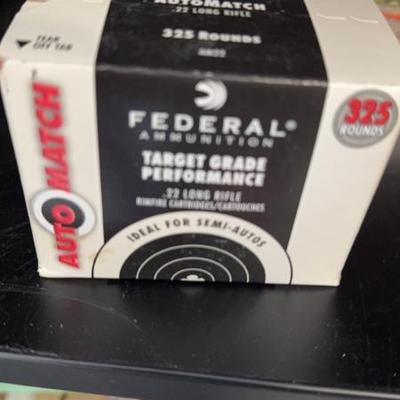 AUTOMATCH
.22 LONG RIFLE
325 ROUNDS
TEAR
OFF TAB
FEDERAL®
AMMUNITION
TARGET GRADE
PERFORMANCE
.22 LONG RIFLE
RIMFIRE CARTRIDGES/CARTOUCHES
IDEAL FOR SEMI-AUTOS
325
ROUNDS
AUTO MATCH